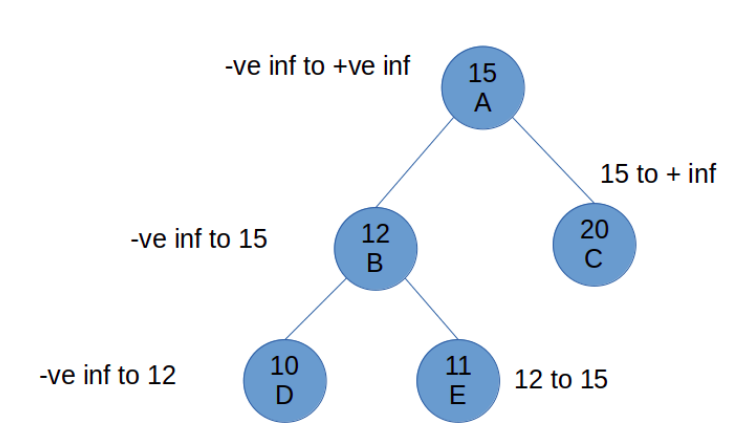 -ve inf to +ve inf
15
A
15 to + inf
-ve inf to 15
12
B
20
C
-ve inf to 12
10
D
11
E
12 to 15